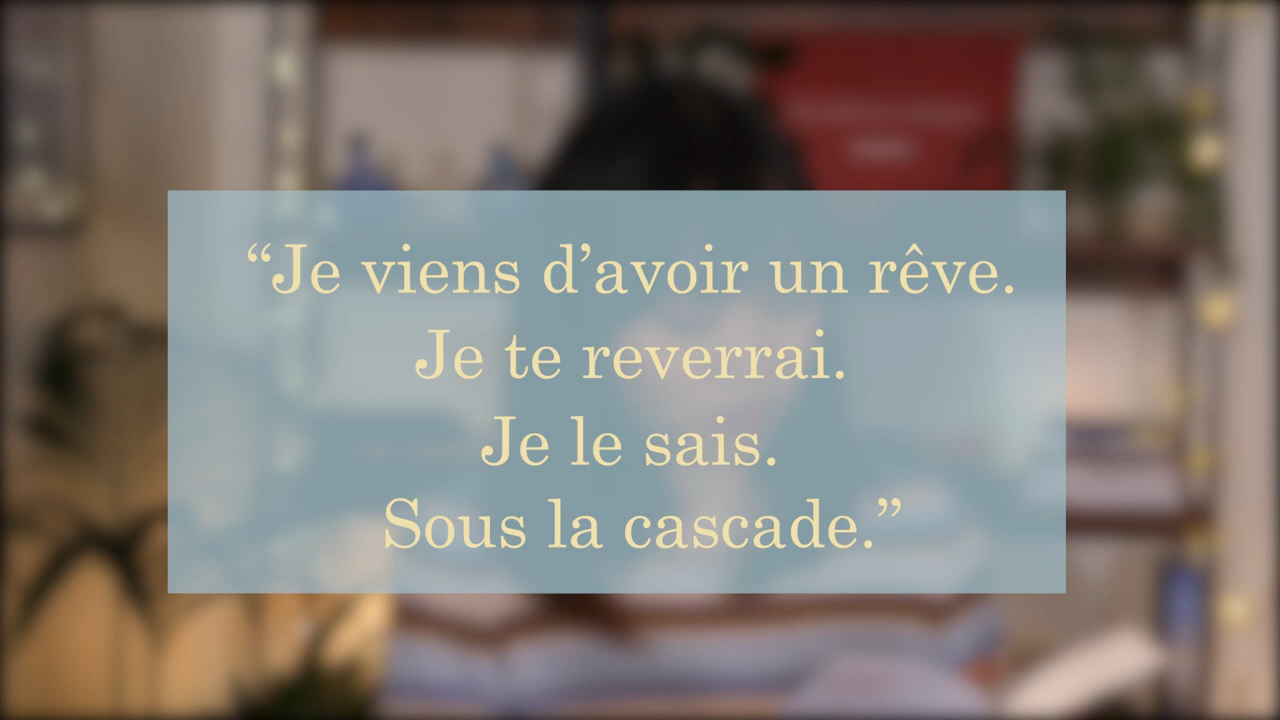 “Je viens d’avoir un rêve.
Je te reverrai.
Je le sais.
Sous la cascade.”